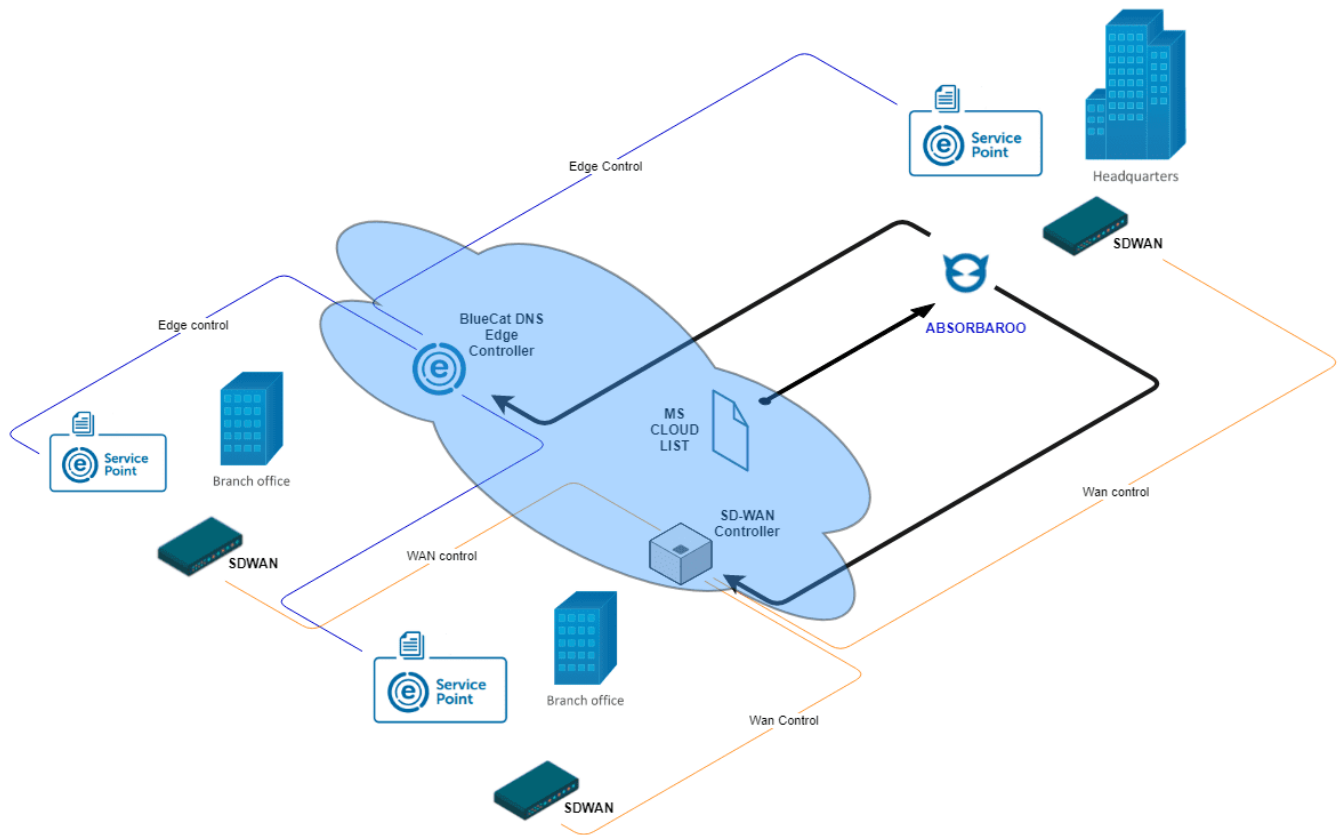 Service
Point
Headquarters
Edge Control
SDWAN
BlueCat DNS
Edge
Controller
Edge control
ABSORBAROO
MS
CLOUD
LIST
Service
Point
Branch office
Wan control
SD-WAN
Controller
WAN control
SDWAN
Service
Point
Branch office
Wan Control
SDWAN